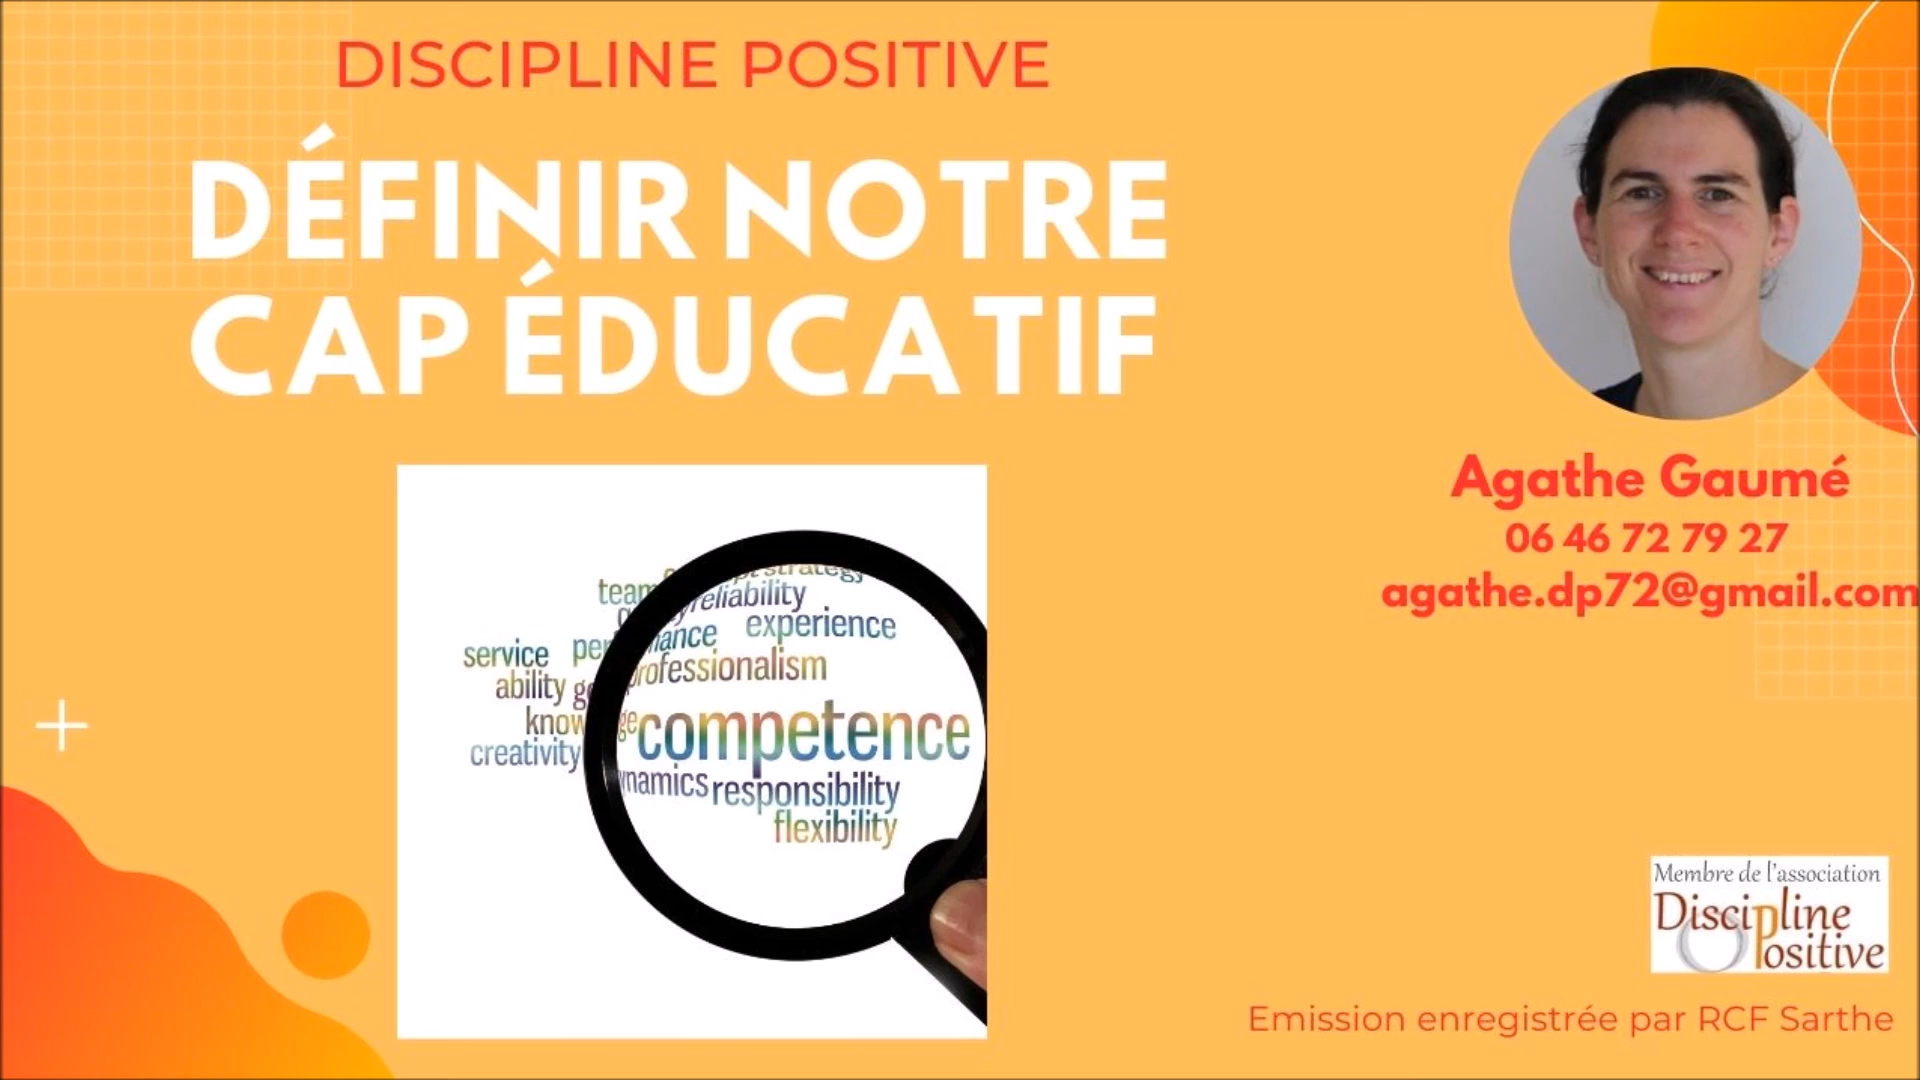 DISCIPLINE POSITIVE
DÉFINIR NOTRE
CAP ÉDUCATIF
Agathe Gaumé
06 46 72 79 27
agathe.dp72@gmail.com
strategy
reliability
experience
service
professionalism
ability
competence
creativity
responsibility
flexibility
Membre de l'association
Discipline
Positive
Emission enregistrée par RCF Sarthe